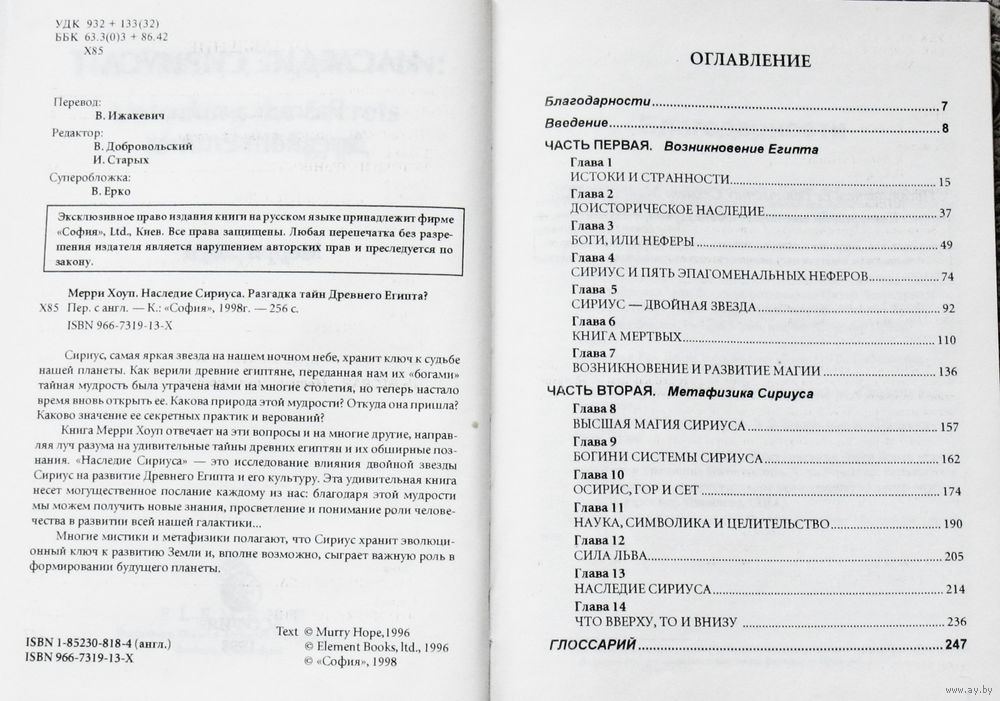 УДК 932 + 133(32)
ББК 63.3(0)3 + 86.42
Х85
Перевод:
В. Ижакевич
Редактор:
В. Добровольский
И. Старых
Суперобложка:
В. Ерко
Эксклюзивное право издания книги на русском языке принадлежит фирме
«София», Ltd., Киев. Все права защищены. Любая перепечатка без разре-
шения издателя является нарушением авторских прав и преследуется по
закону.
Мерри Хоуп. Наследие Сириуса. Разгадка тайн Древнего Египта?
Х85 Пер. с англ. — К.: «София», 1998г. — 256 с.
ISBN 966-7319-13-X
Сириус, самая яркая звезда на нашем ночном небе, хранит ключ к судьбе
нашей планеты. Как верили древние египтяне, переданная нам их «богами»
тайная мудрость была утрачена нами на многие столетия, но теперь настало
время вновь открыть ее. Какова природа этой мудрости? Откуда она пришла?
Каково значение ее секретных практик и верований?
Книга Мерри Хоуп отвечает на эти вопросы и на многие другие, направ-
ляя луч разума на удивительные тайны древних египтян и их обширные поз-
нания. «Наследие Сириуса» — это исследование влияния двойной звезды
Сириус на развитие Древнего Египта и его культуру. Эта удивительная книга
несет могущественное послание каждому из нас: благодаря этой мудрости
мы можем получить новые знания, просветление и понимание роли челове-
чества в развитии всей нашей галактики...
Многие мистики и метафизики полагают, что Сириус хранит эволюци-
онный ключ к развитию Земли и, вполне возможно, сыграет важную роль в
формировании будущего планеты.
ISBN 1-85230-818-4 (англ.)
ISBN 966-7319-13-X
Text © Murry Hope, 1996
© Element Books, ltd., 1996
© «София», 1998
ОГЛАВЛЕНИЕ
Благодарности 7
Введение 8
ЧАСТЬ ПЕРВАЯ. Возникновение Египта
Глава 1
ИСТОКИ И СТРАННОСТИ 15
Глава 2
ДОИСТОРИЧЕСКОЕ НАСЛЕДИЕ 37
Глава 3
БОГИ, ИЛИ НЕФЕРЫ 49
Глава 4
СИРИУС И ПЯТЬ ЭПАГОМЕНАЛЬНЫХ НЕФЕРОВ 74
Глава 5
СИРИУС — ДВОЙНАЯ ЗВЕЗДА 92
Глава 6
КНИГА МЕРТВЫХ 110
Глава 7
ВОЗНИКНОВЕНИЕ И РАЗВИТИЕ МАГИИ 136
ЧАСТЬ ВТОРАЯ. Метафизика Сириуса
Глава 8
ВЫСШАЯ МАГИЯ СИРИУСА 157
Глава 9
БОГИНИ СИСТЕМЫ СИРИУСА 162
Глава 10
ОСИРИС, ГОР И СЕТ 174
Глава 11
НАУКА, СИМВОЛИКА И ЦЕЛИТЕЛЬСТВО 190
Глава 12
СИЛА ЛЬВА 205
Глава 13
НАСЛЕДИЕ СИРИУСА 214
Глава 14
ЧТО ВВЕРХУ, ТО И ВНИЗУ 236
ГЛОССАРИЙ 247
www.ay.by